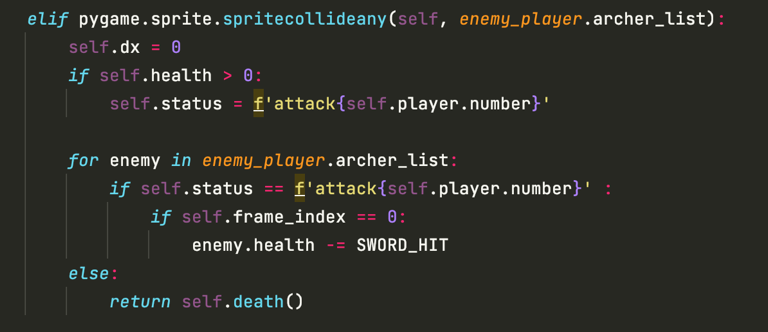 elif pygame.sprite.spritecollideany(self, enemy_player.archer_list):
self.dx = 0
if self.health > 0:
self.status = f'attack{self.player.number}'
for enemy in enemy_player.archer_list:
if self.status == f'attack{self.player.number}' :
if self.frame_index == 0:
enemy.health -= SWORD_HIT
else:
return self.death()